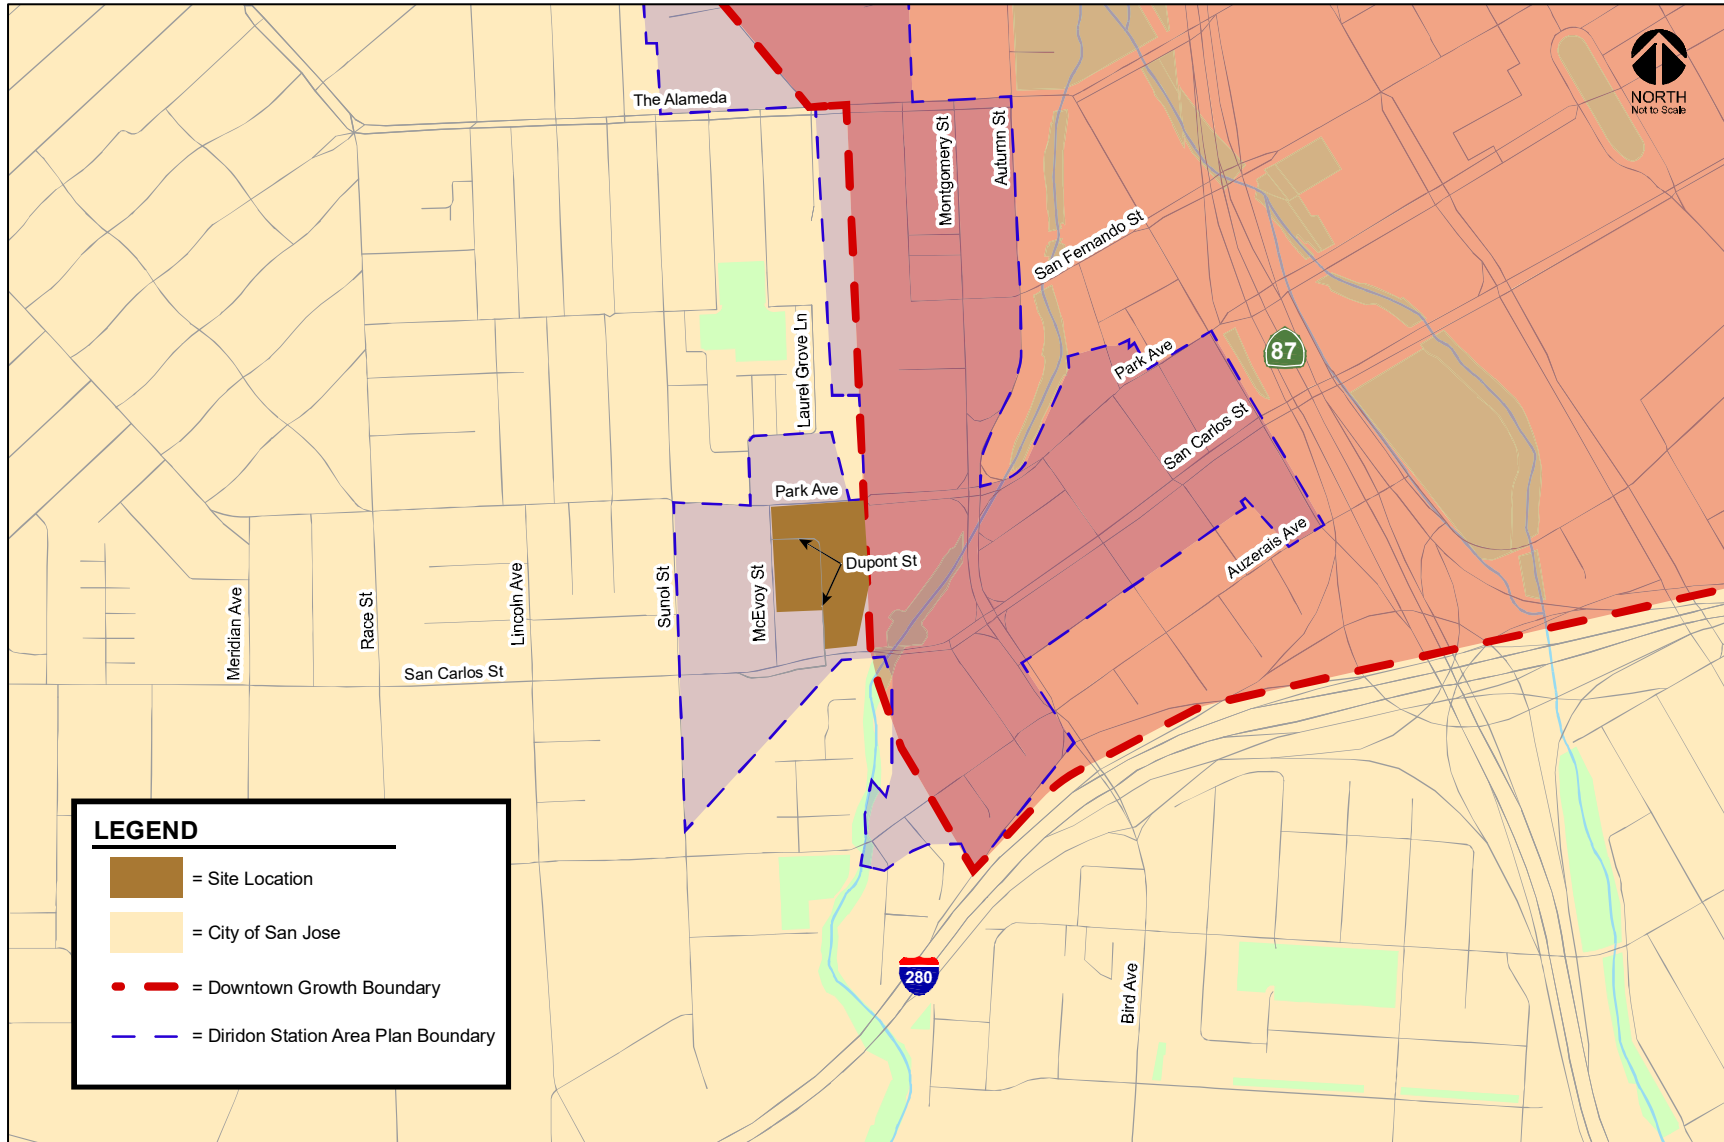 NORTH
Not to Scale
The Alameda
Montgomery St
Autumn St
San Fernando St
87
Laurel Grove Ln
Park Ave
San Carlos St
Park Ave
Auzerais Ave
Dupont St
McEvoy St
Sunol St
Lincoln Ave
Race St
Meridian Ave
San Carlos St
LEGEND
= Site Location
= City of San Jose
= Downtown Growth Boundary
= Diridon Station Area Plan Boundary
280
Bird Ave